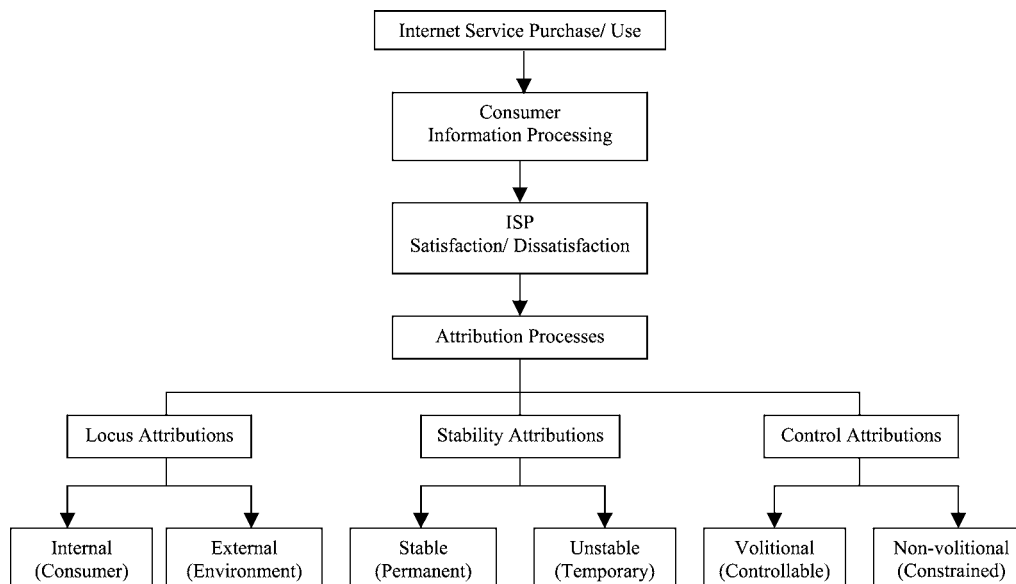 Internet Service Purchase/ Use
Consumer
Information Processing
ISP
Satisfaction/ Dissatisfaction
Attribution Processes
Locus Attributions
Stability Attributions
Control Attributions
Internal
(Consumer)
External
(Environment)
Stable
(Permanent)
Unstable
(Temporary)
Volitional
(Controllable)
Non-volitional
(Constrained)